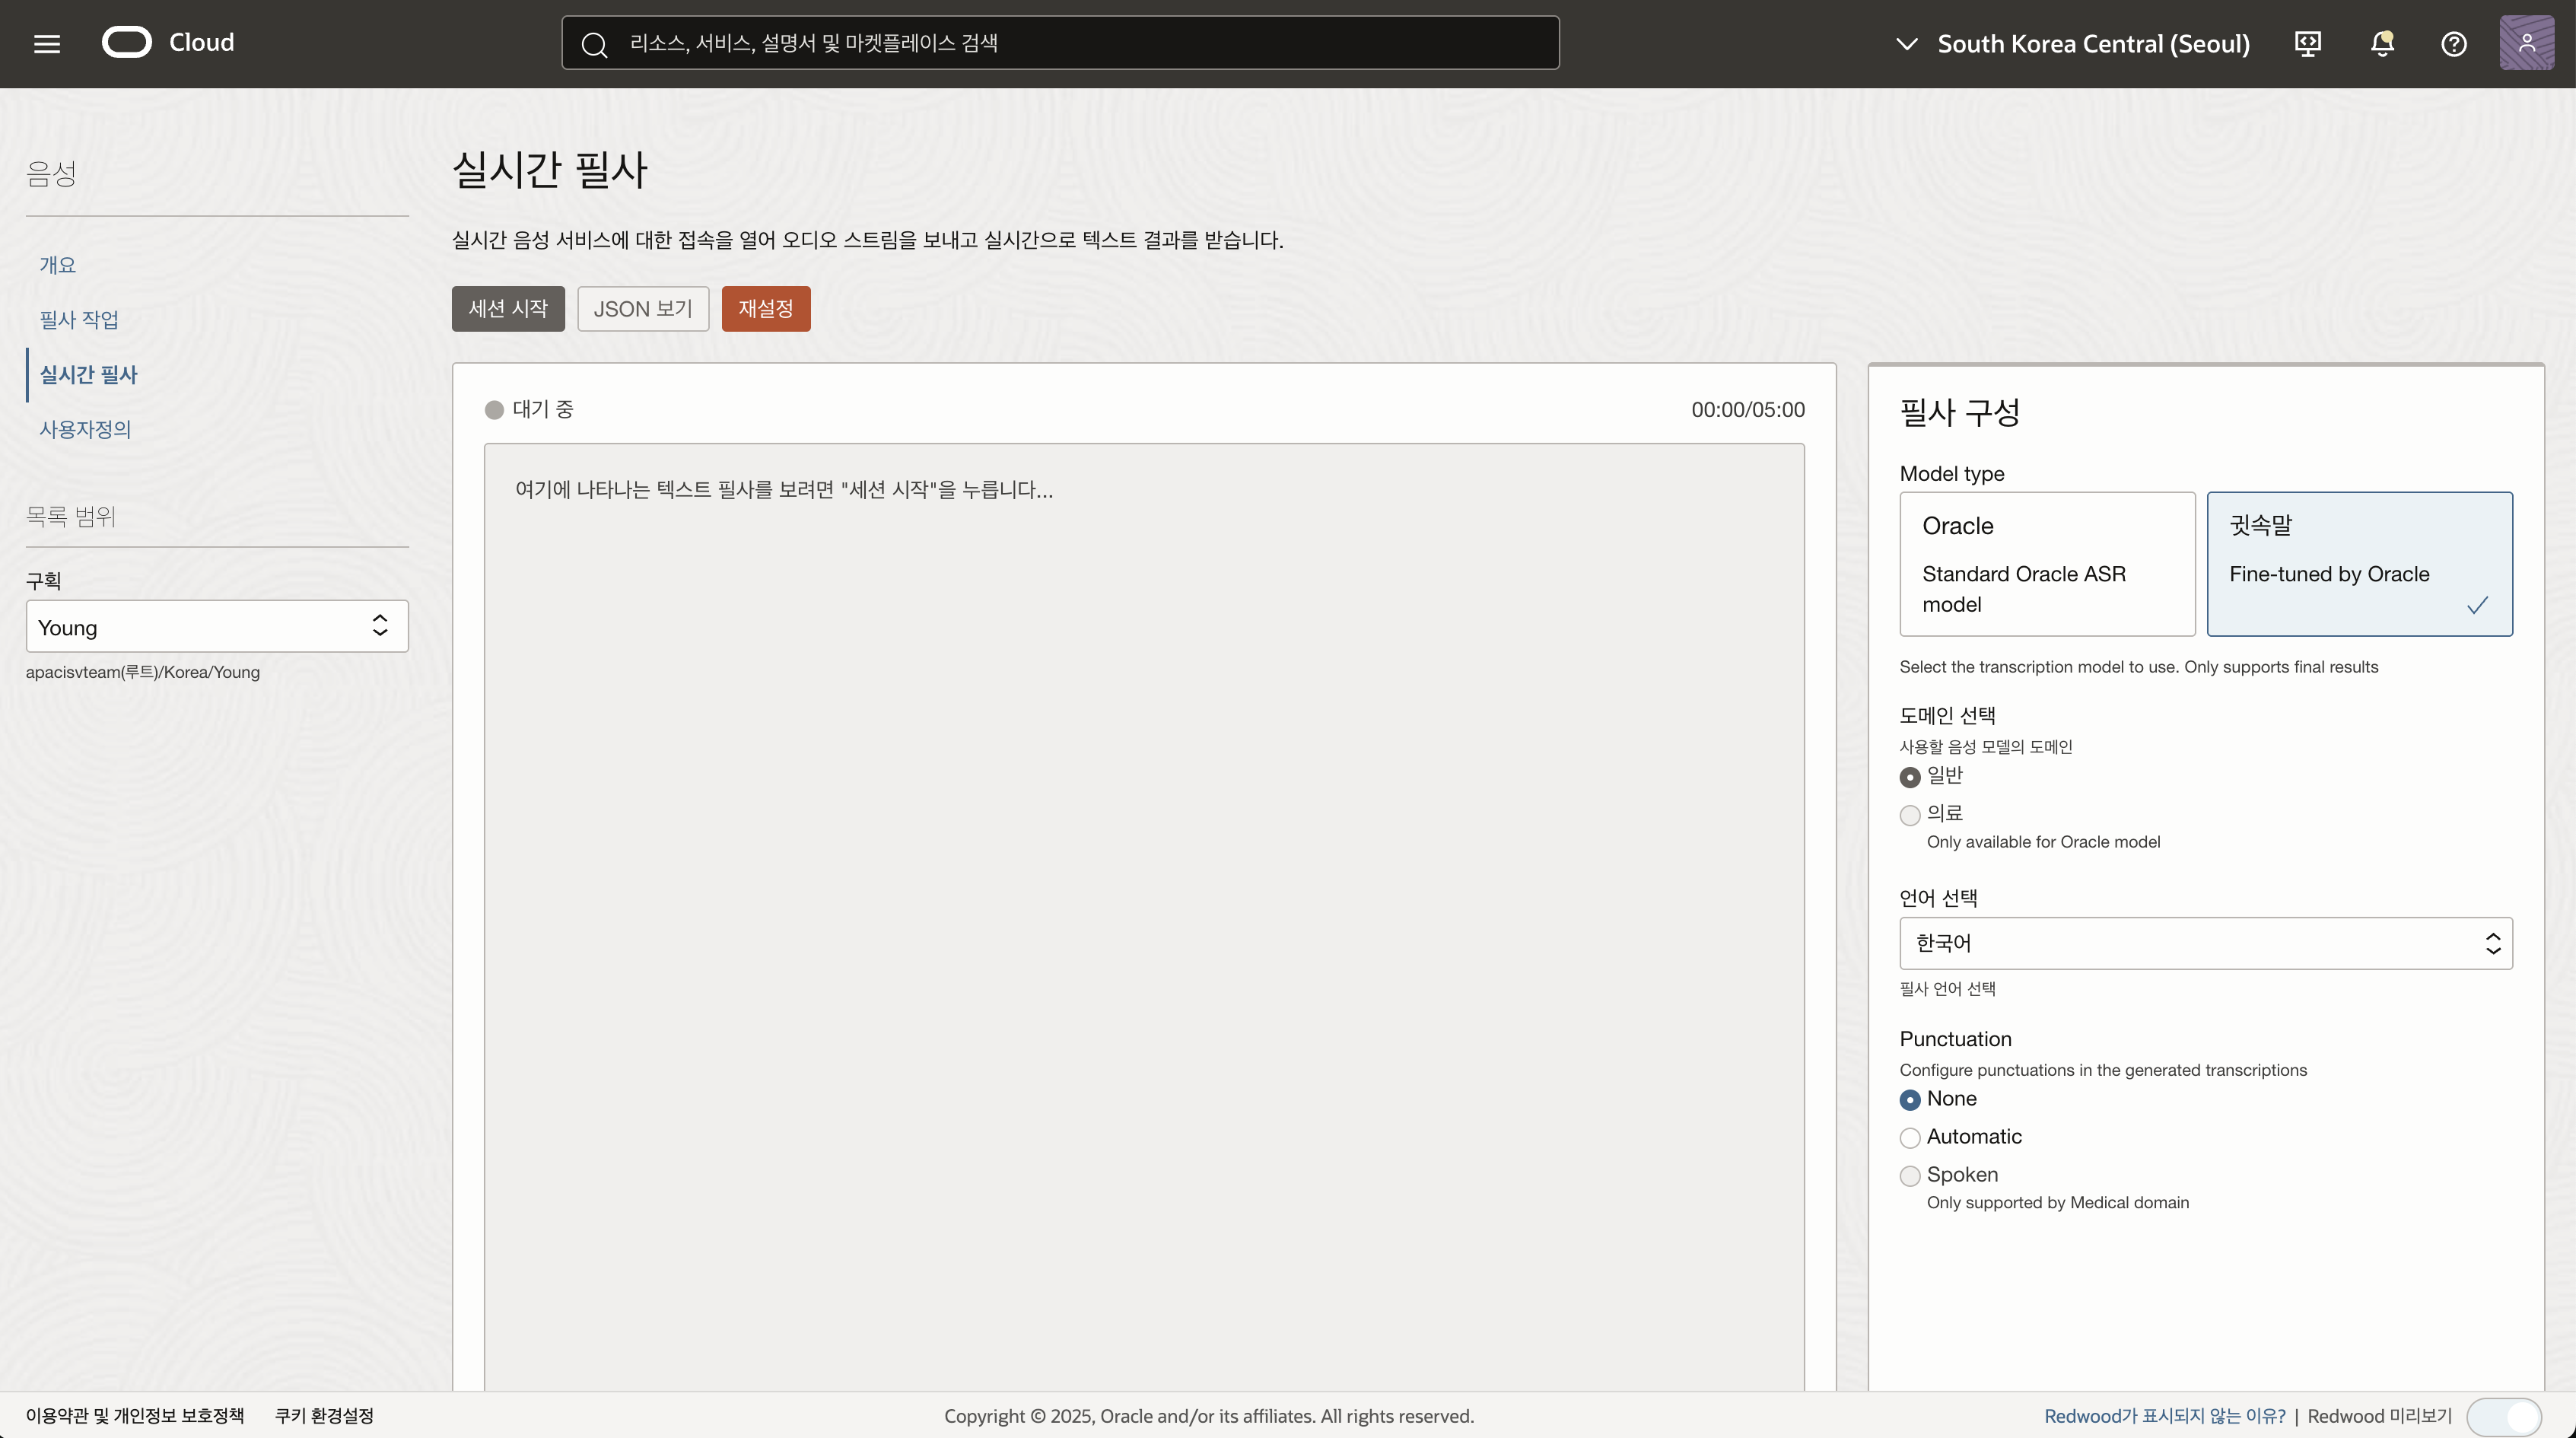 Cloud
리소스, 서비스, 설명서 및 마켓플레이스 검색
South Korea Central (Seoul)
음성
개요
필사 작업
실시간 필사
사용자정의
목록 범위
구획
Young
apacisvteam(루트)/Korea/Young
실시간 필사
실시간 음성 서비스에 대한 접속을 열어 오디오 스트림을 보내고 실시간으로 텍스트 결과를 받습니다.
세션 시작
JSON 보기
재설정
대기 중
00:00/05:00
여기에 나타나는 텍스트 필사를 보려면 "세션 시작"을 누릅니다...
필사 구성
Model type
Oracle
Standard Oracle ASR
model
귓속말
Fine-tuned by Oracle
Select the transcription model to use. Only supports final results
도메인 선택
사용할 음성 모델의 도메인
일반
의료
Only available for Oracle model
언어 선택
한국어
필사 언어 선택
Punctuation
Configure punctuations in the generated transcriptions
None
Automatic
Spoken
Only supported by Medical domain
이용약관 및 개인정보 보호정책
쿠키 환경설정
Copyright © 2025, Oracle and/or its affiliates. All rights reserved.
Redwood가 표시되지 않는 이유? | Redwood 미리보기